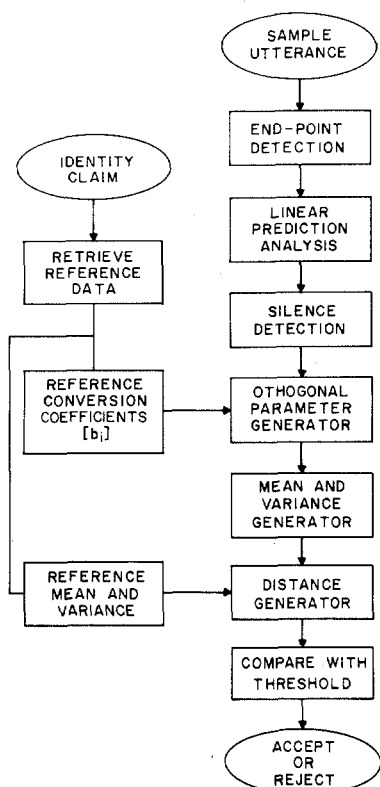 SAMPLE
UTTERANCE
END-POINT
DETECTION
IDENTITY
CLAIM
LINEAR
PREDICTION
ANALYSIS
RETRIEVE
REFERENCE
DATA
SILENCE
DETECTION
REFERENCE
CONVERSION
COEFFICIENTS
[bi]
OTHOGONAL
PARAMETER
GENERATOR
MEAN AND
VARIANCE
GENERATOR
REFERENCE
MEAN AND
VARIANCE
DISTANCE
GENERATOR
COMPARE WITH
THRESHOLD
ACCEPT
OR
REJECT